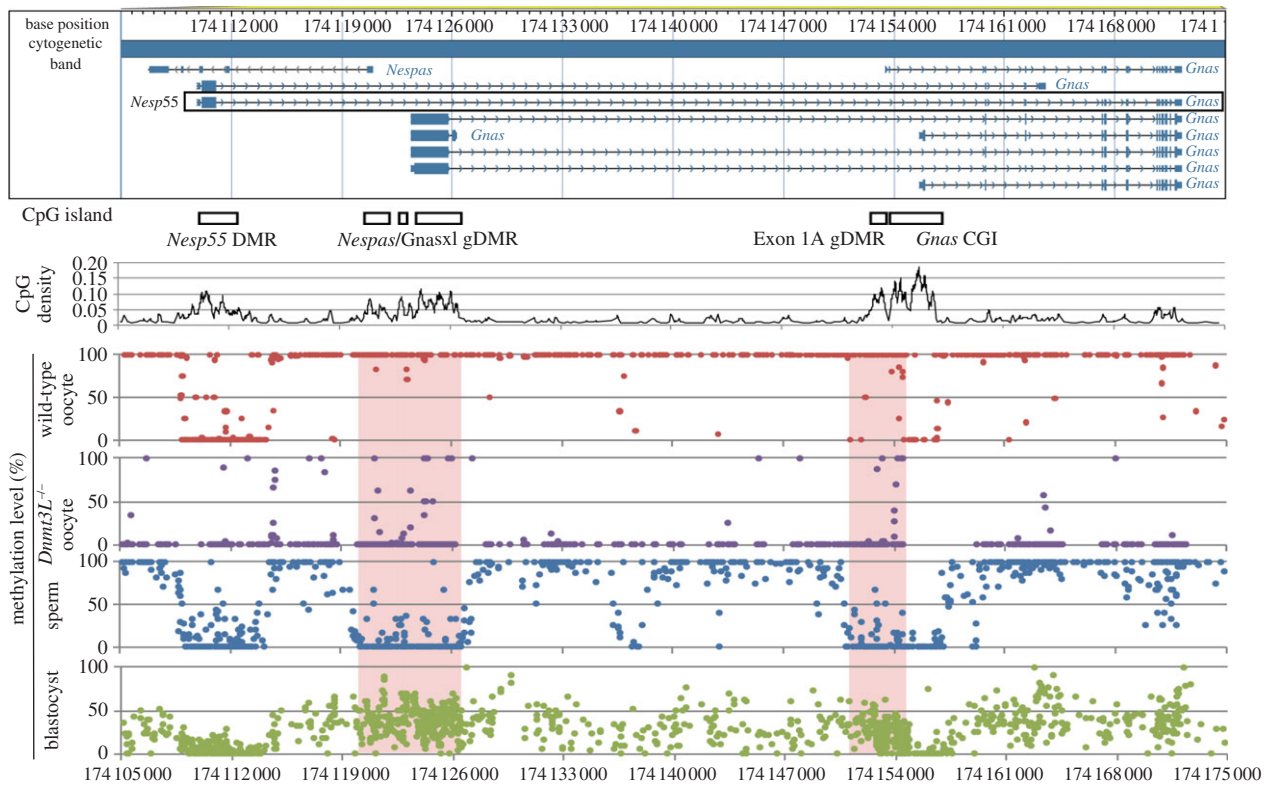 base position
174 112 000 174 119 000 174 126 000 174 133 000 174 140 000 174 147 000 174 154 000 174 161 000 174 168 000 174 1
cytogenetic
band
Nespas Gnas
Gnas
Nesp55 Gnas
Gnas
Gnas Gnas
Gnas
Gnas
Gnas
CpG island
Nesp55 DMR Nespas/Gnasxl gDMR Exon 1A gDMR Gnas CGI
CpG density
0.20
0.15
0.10
0.05
0
methylation level (%)
wild-type oocyte
100
50
0
Dnmt3L–/– oocyte
100
50
0
sperm
100
50
0
blastocyst
100
50
0
174 105 000 174 112 000 174 119 000 174 126 000 174 133 000 174 140 000 174 147 000 174 154 000 174 161 000 174 168 000 174 175 000